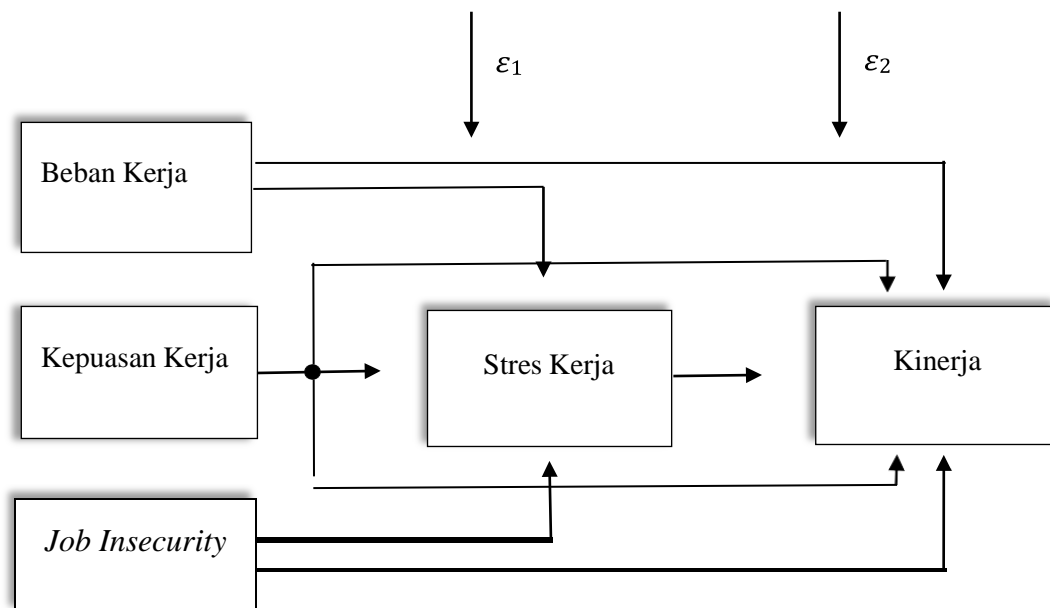 𝜀1
𝜀2
Beban Kerja
Kepuasan Kerja
Stres Kerja
Kinerja
Job Insecurity